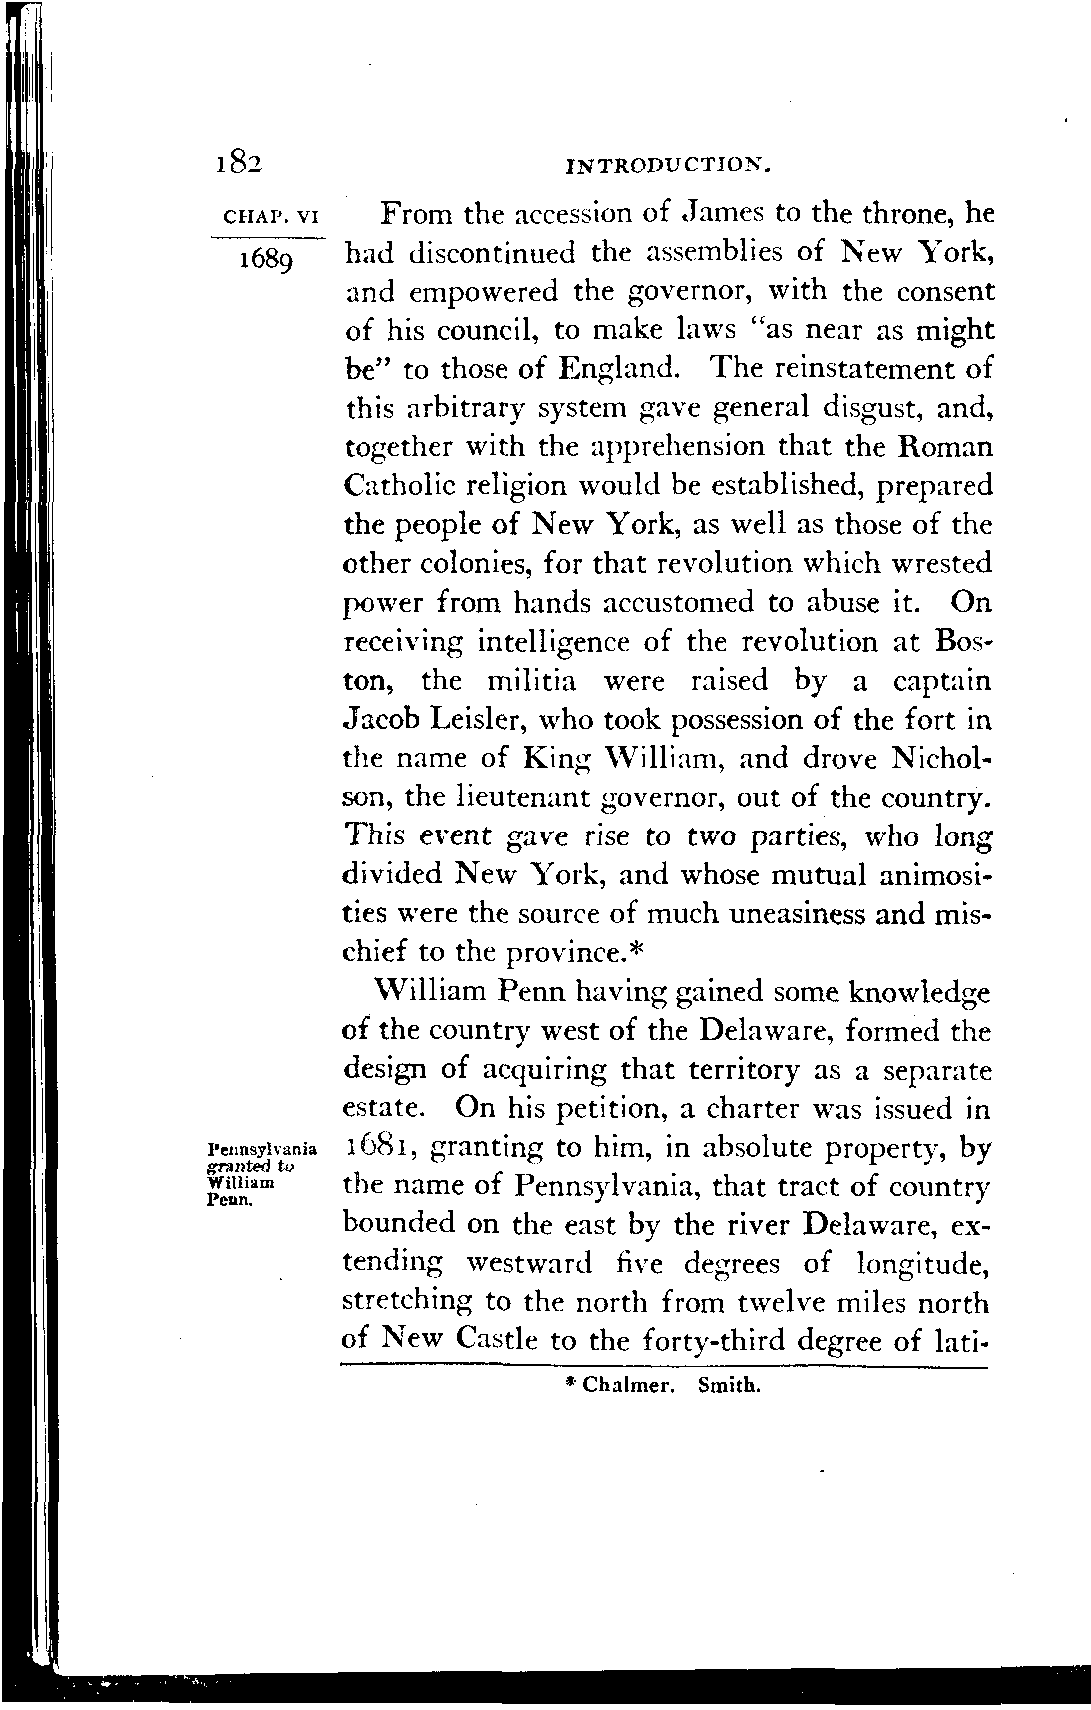 182 INTRODUCTION.
CHAP. VI From the accession of James to the throne, he
1689 had discontinued the assemblies of New York,
and empowered the governor, with the consent
of his council, to make laws "as near as might
be" to those of England. The reinstatement of
this arbitrary system gave general disgust, and,
together with the apprehension that the Roman
Catholic religion would be established, prepared
the people of New York, as well as those of the
other colonies, for that revolution which wrested
power from hands accustomed to abuse it. On
receiving intelligence of the revolution at Bos-
ton, the militia were raised by a captain
Jacob Leisler, who took possession of the fort in
the name of King William, and drove Nichol-
son, the lieutenant governor, out of the country.
This event gave rise to two parties, who long
divided New York, and whose mutual animosi-
ties were the source of much uneasiness and mis-
chief to the province.*
William Penn having gained some knowledge
of the country west of the Delaware, formed the
design of acquiring that territory as a separate
estate. On his petition, a charter was issued in
Pennsylvania
granted to
William
Penn.
1681, granting to him, in absolute property, by
the name of Pennsylvania, that tract of country
bounded on the east by the river Delaware, ex-
tending westward five degrees of longitude,
stretching to the north from twelve miles north
of New Castle to the forty-third degree of lati-
* Chalmer. Smith.